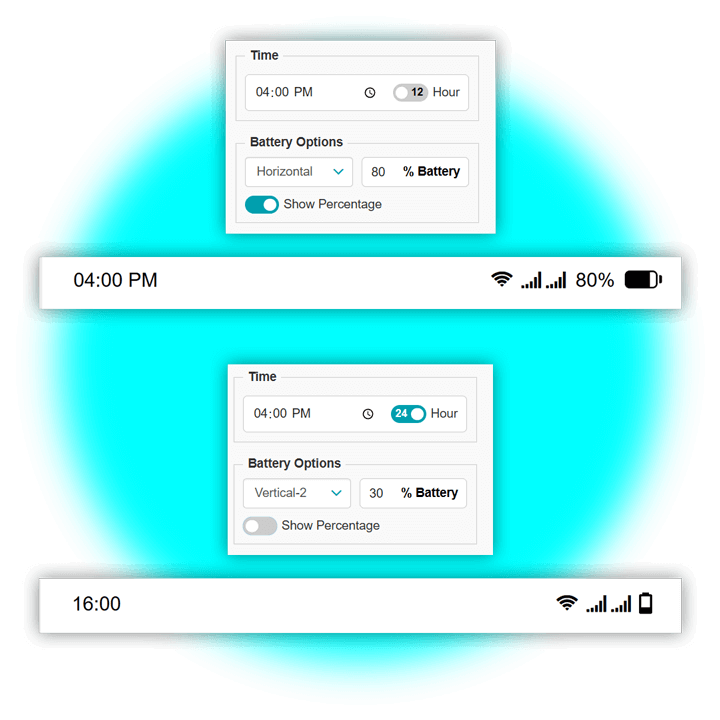 Time
04:00 PM 12 Hour
Battery Options
Horizontal 80 % Battery
Show Percentage
04:00 PM 80%
Time
04:00 PM 24 Hour
Battery Options
Vertical-2 30 % Battery
Show Percentage
16:00